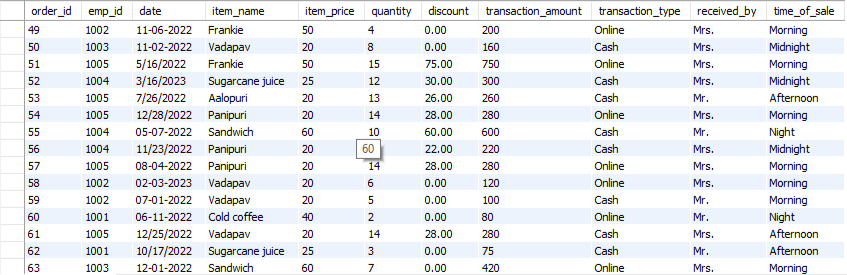 order_id emp_id date item_name item_price quantity discount transaction_amount transaction_type received_by time_of_sale
49 1002 11-06-2022 Frankie 50 4 0.00 200 Online Mrs. Morning
50 1003 11-02-2022 Vadapav 20 8 0.00 160 Cash Mrs. Midnight
51 1005 5/16/2022 Frankie 50 15 75.00 750 Online Mrs. Morning
52 1004 3/16/2023 Sugarcane juice 25 12 30.00 300 Cash Mrs. Midnight
53 1005 7/26/2022 Aalopuri 20 13 26.00 260 Cash Mr. Afternoon
54 1005 12/28/2022 Panipuri 20 14 28.00 280 Online Mrs. Morning
55 1004 05-07-2022 Sandwich 60 10 60.00 600 Cash Mr. Night
56 1004 11/23/2022 Panipuri 20 60 22.00 220 Cash Mrs. Midnight
57 1005 08-04-2022 Panipuri 20 14 28.00 280 Online Mrs. Morning
58 1002 02-03-2023 Vadapav 20 6 0.00 120 Online Mrs. Morning
59 1002 07-01-2022 Vadapav 20 5 0.00 100 Cash Mr. Morning
60 1001 06-11-2022 Cold coffee 40 2 0.00 80 Online Mr. Night
61 1005 12/25/2022 Vadapav 20 14 28.00 280 Cash Mrs. Afternoon
62 1001 10/17/2022 Sugarcane juice 25 3 0.00 75 Cash Mr. Afternoon
63 1003 12-01-2022 Sandwich 60 7 0.00 420 Online Mrs. Morning